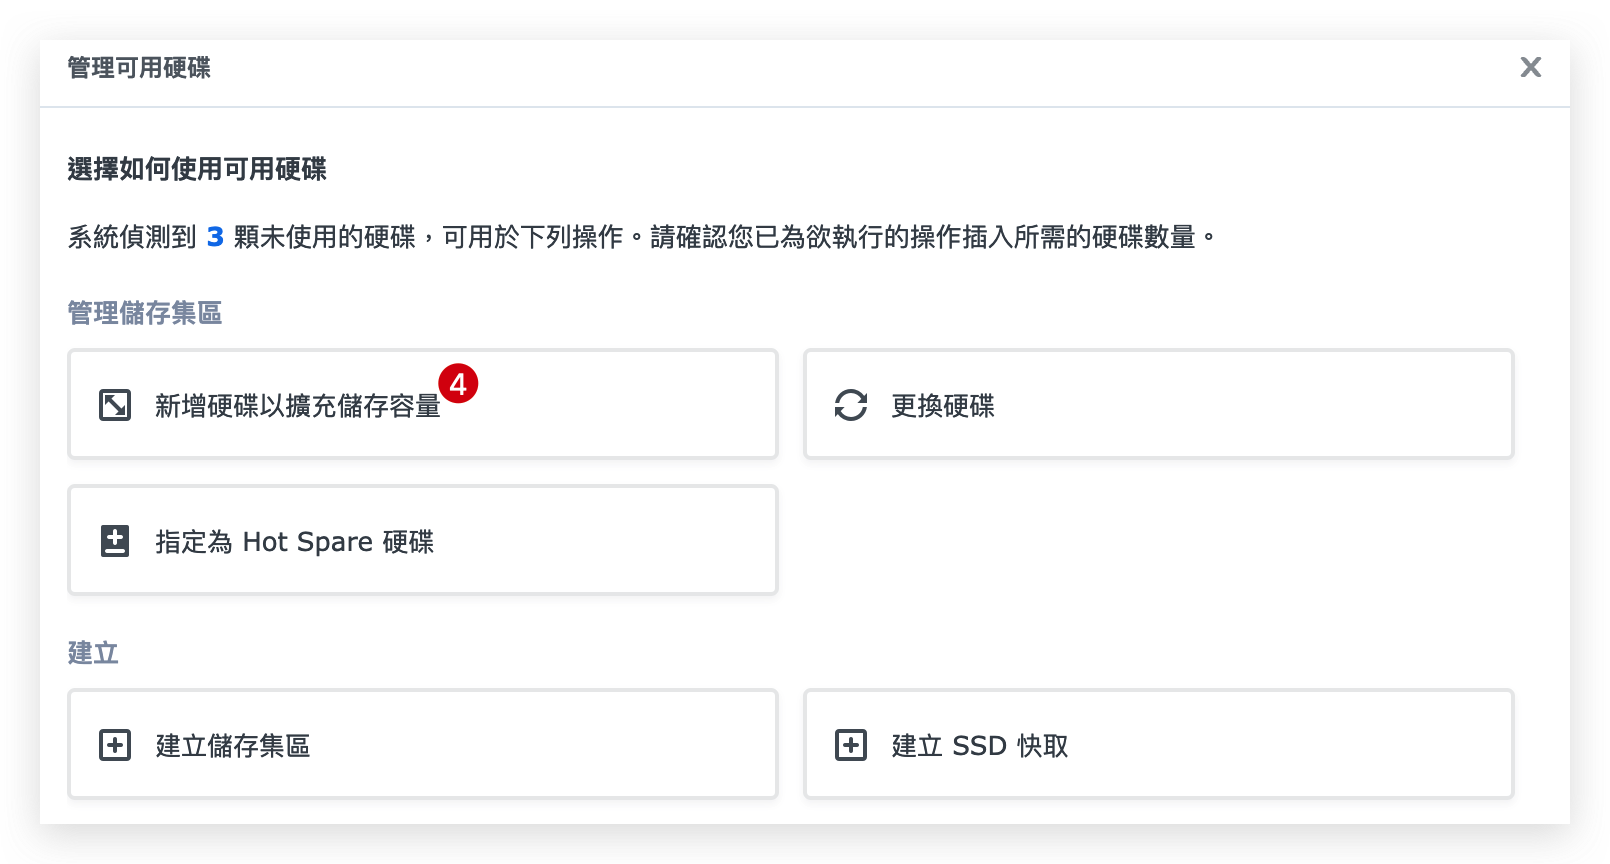 管理可用硬碟
選擇如何使用可用硬碟
系統偵測到 3 顆未使用的硬碟，可用於下列操作。請確認您已為欲執行的操作插入所需的硬碟數量。
管理儲存集區
新增硬碟以擴充儲存容量
4
更換硬碟
指定為 Hot Spare 硬碟
建立
建立儲存集區
建立 SSD 快取